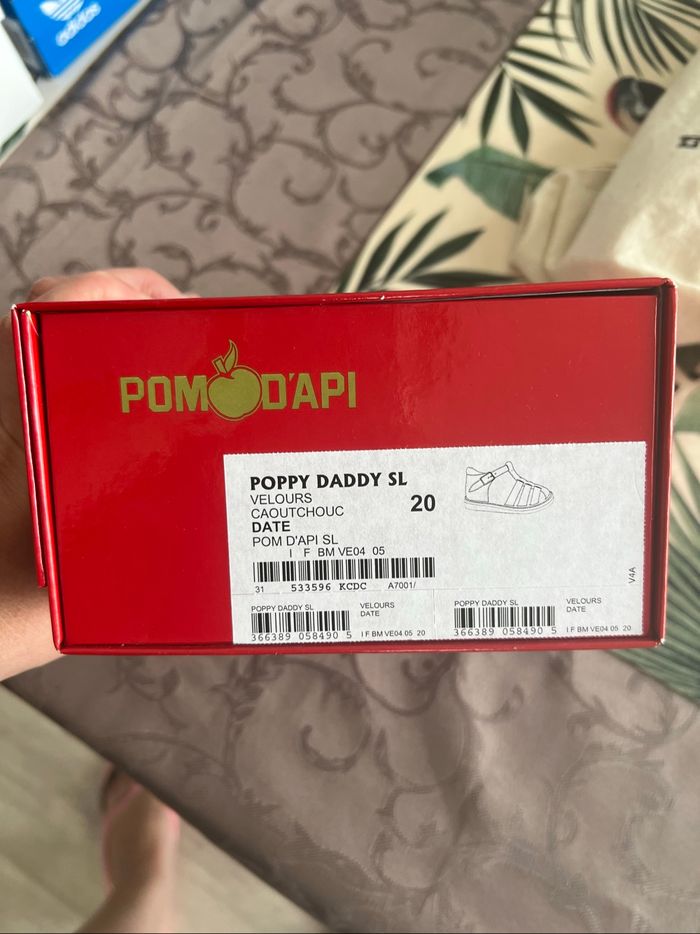 adidas
POM D'API
POPPY DADDY SL
VELOURS
CAOUTCHOUC
20
DATE
POM D'API SL
I F BM VE04 05
31 533596 KCDC A7001/
V4A
POPPY DADDY SL VELOURS
DATE
366389 058490 5 I F BM VE04 05 20
POPPY DADDY SL VELOURS
DATE
366389 058490 5 I F BM VE04 05 20